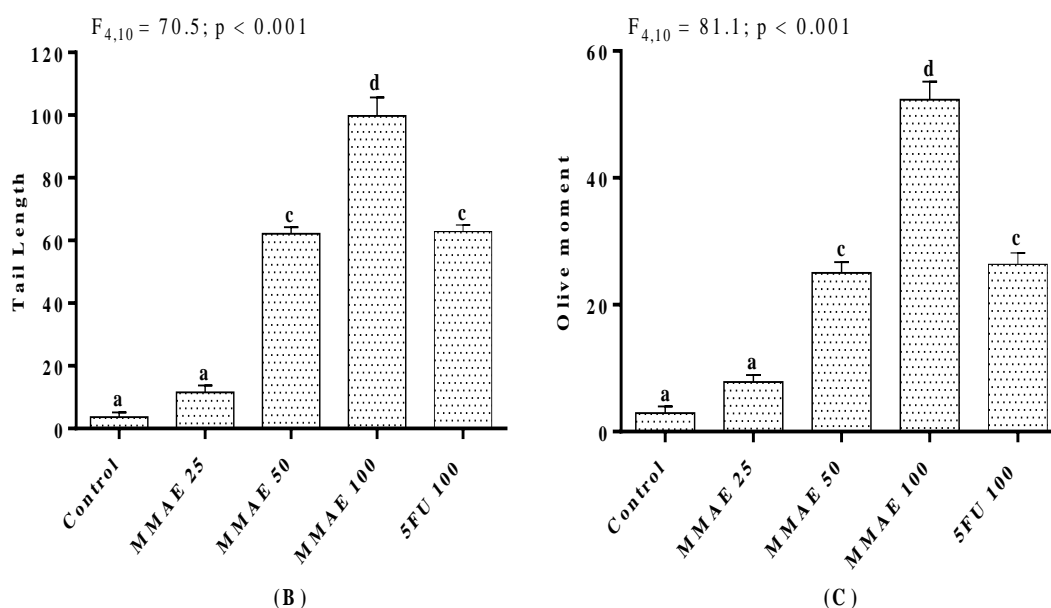 F4,10 = 70.5; p < 0.001
120
100
80
60
40
20
0
Tail Length
a
a
c
d
c
Control
MMAE 25
MMAE 50
MMAE 100
5FU 100
(B)
F4,10 = 81.1; p < 0.001
60
40
20
0
Olive moment
a
a
c
d
c
Control
MMAE 25
MMAE 50
MMAE 100
5FU 100
(C)